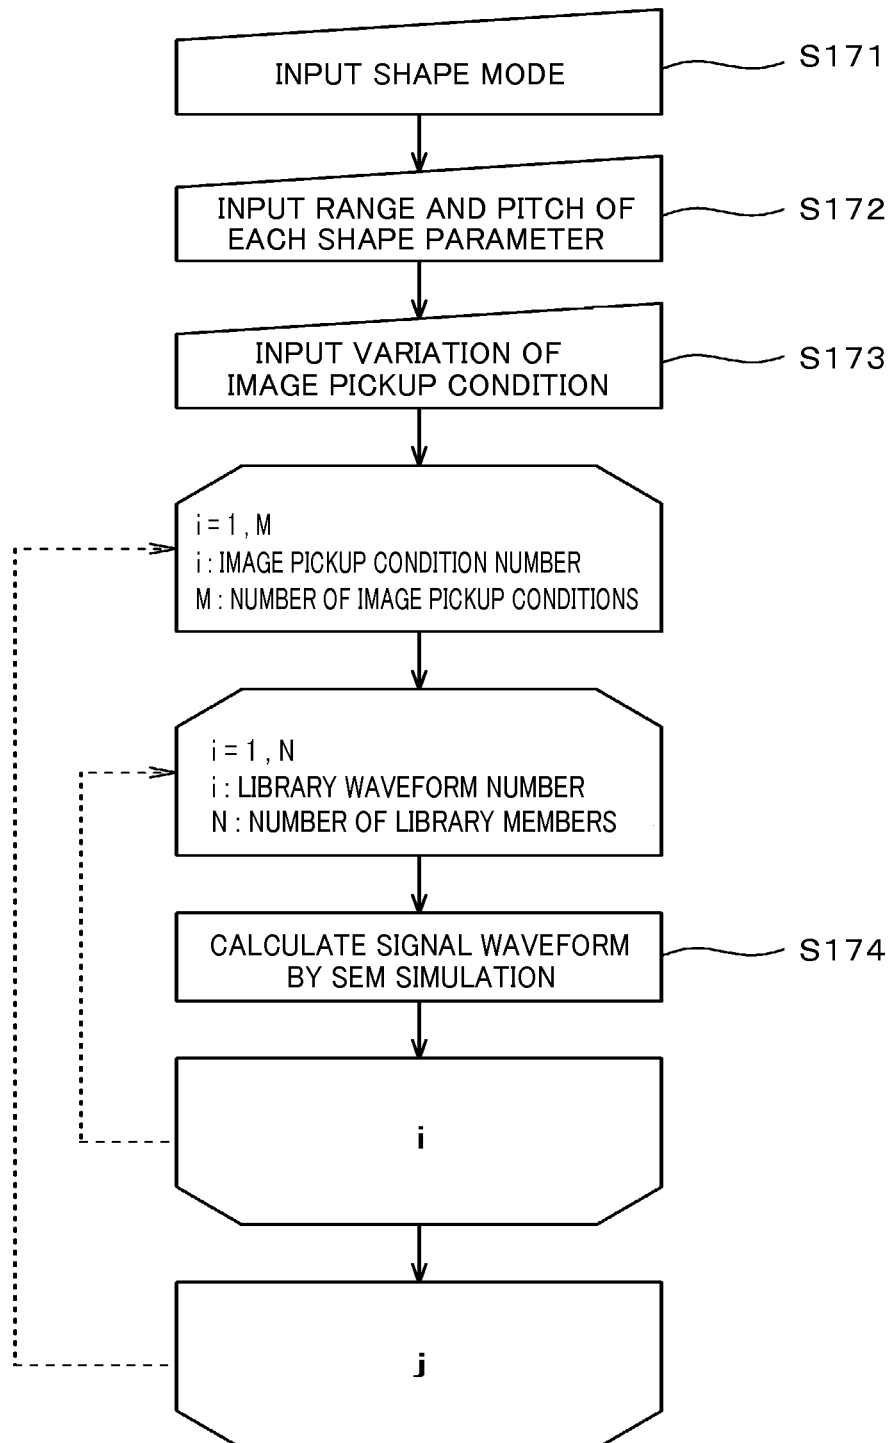 INPUT SHAPE MODE
S171
INPUT RANGE AND PITCH OF
EACH SHAPE PARAMETER
S172
INPUT VARIATION OF
IMAGE PICKUP CONDITION
S173
i = 1 , M
i : IMAGE PICKUP CONDITION NUMBER
M : NUMBER OF IMAGE PICKUP CONDITIONS
i = 1 , N
i : LIBRARY WAVEFORM NUMBER
N : NUMBER OF LIBRARY MEMBERS
CALCULATE SIGNAL WAVEFORM
BY SEM SIMULATION
S174
i
j